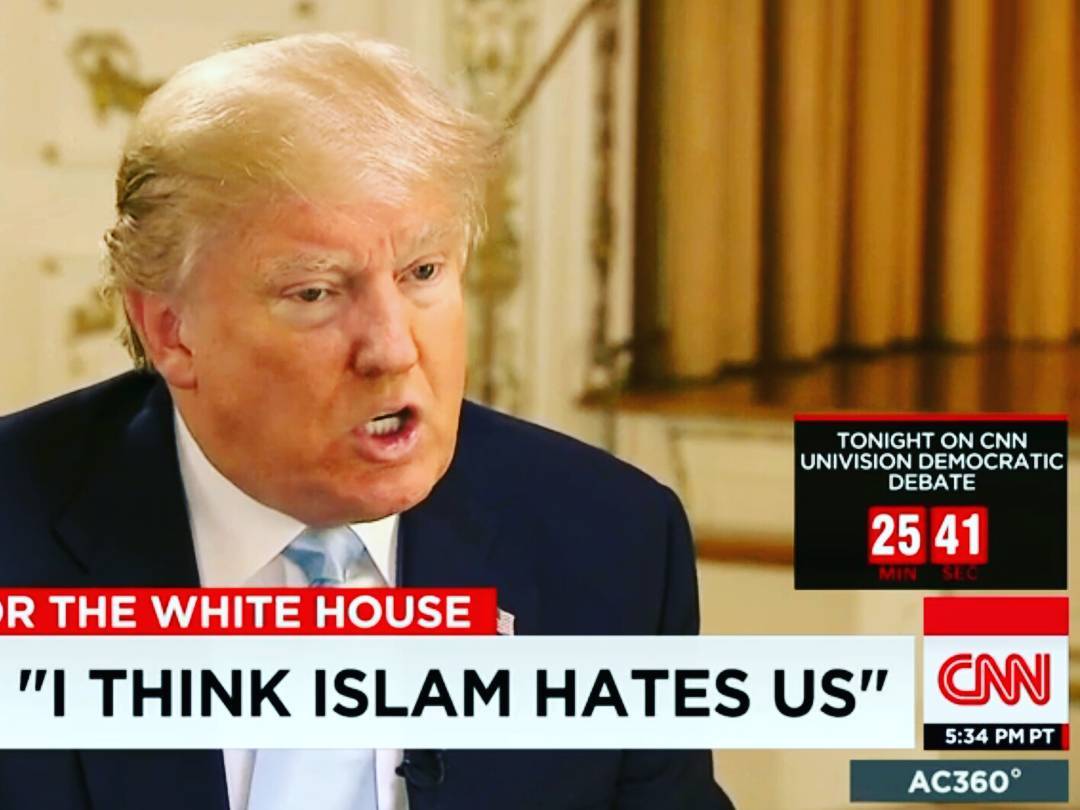 TONIGHT ON CNN
UNIVISION DEMOCRATIC
DEBATE
25 41
MIN SEC
R THE WHITE HOUSE
"I THINK ISLAM HATES US"
CNN
5:34 PM PT
AC360°